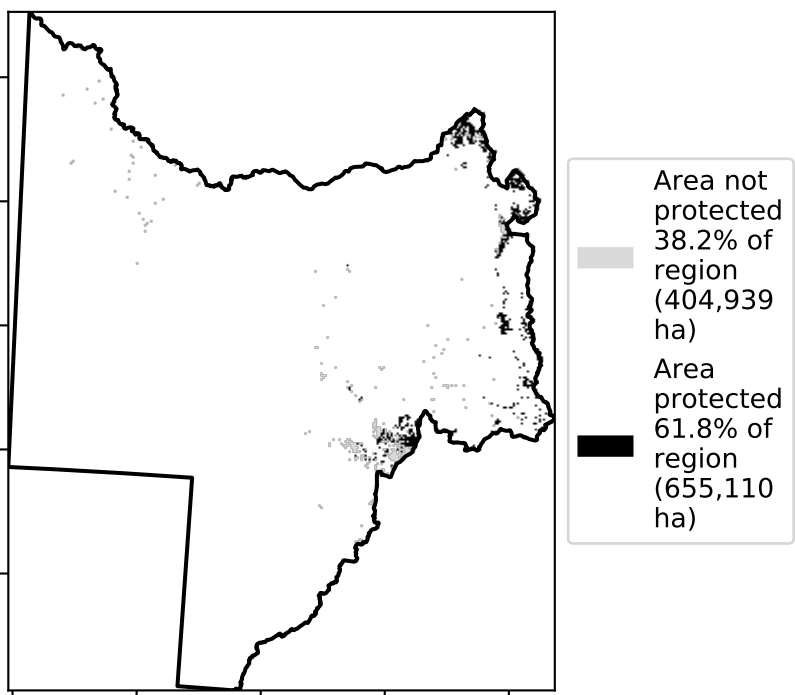 Area not
protected
38.2% of
region
(404,939
ha)
Area
protected
61.8% of
region
(655,110
ha)